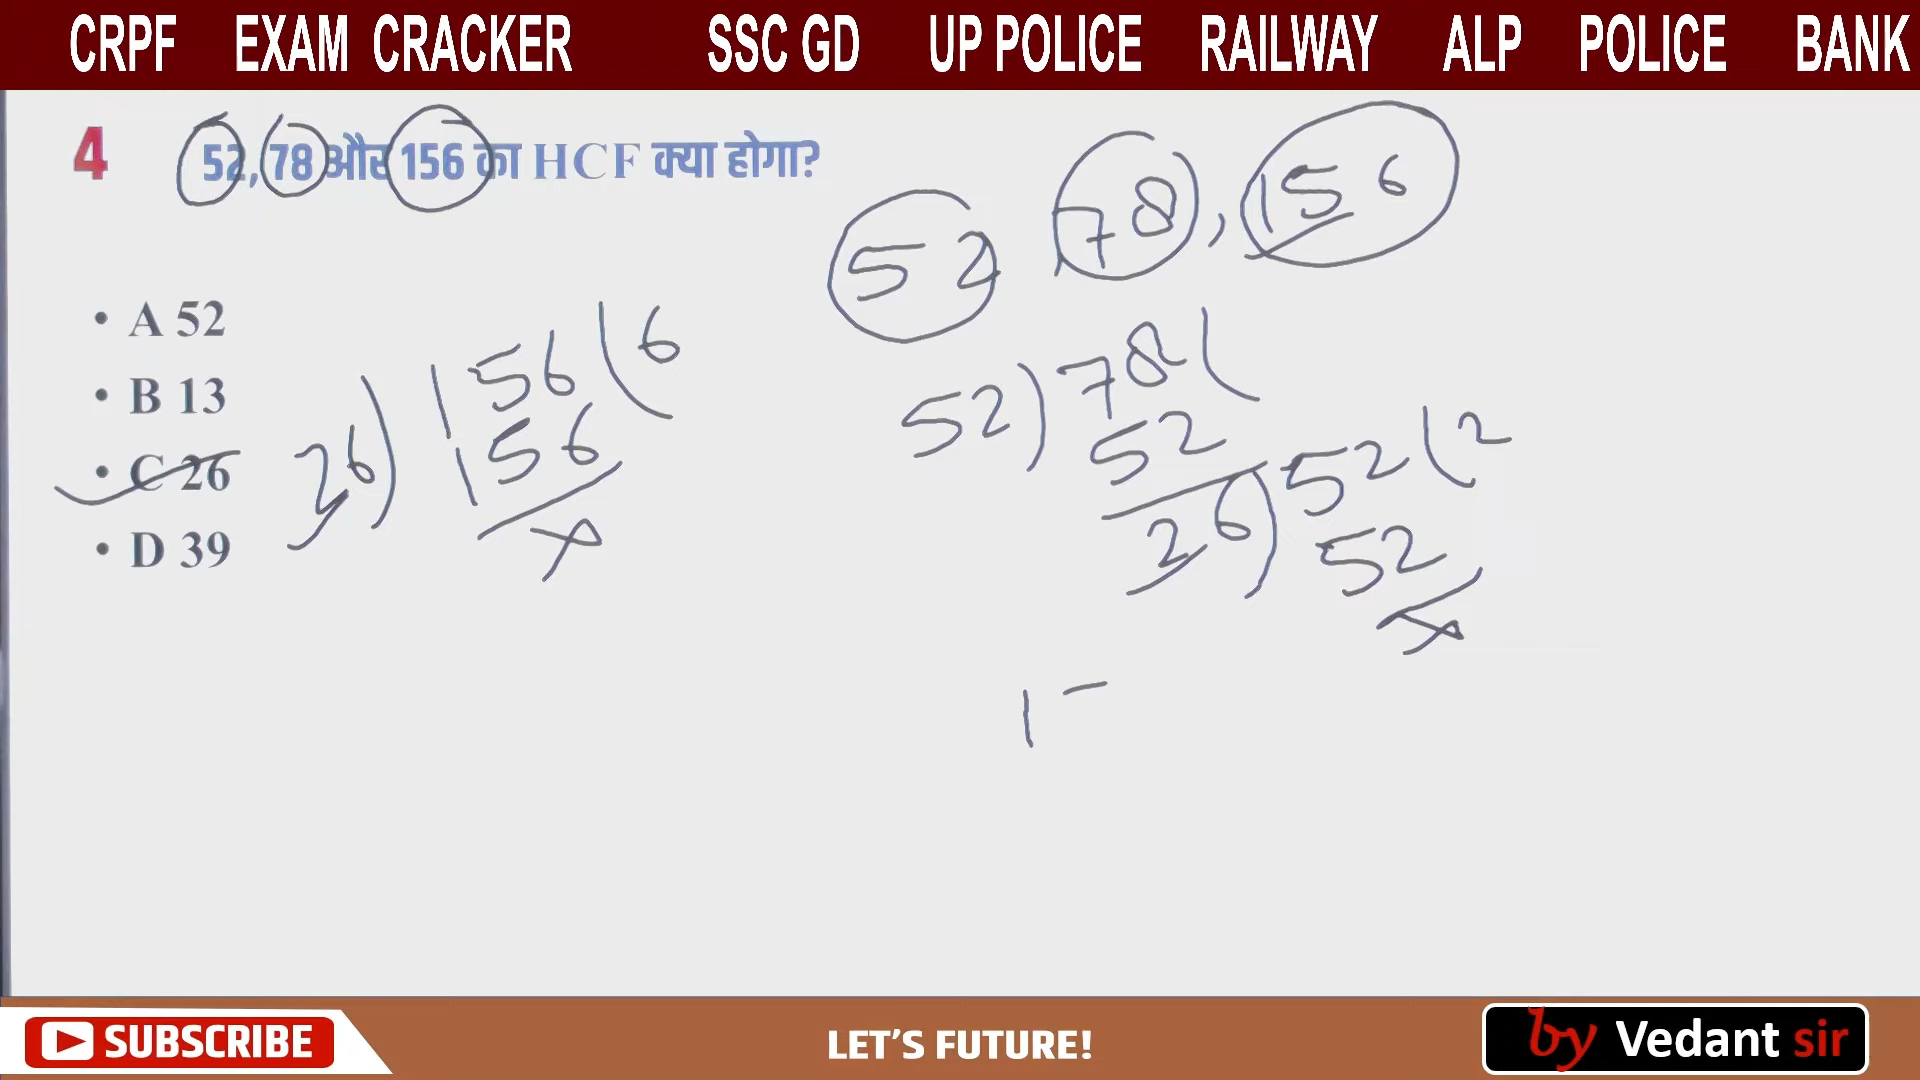 CRPF EXAM CRACKER SSC GD UP POLICE RAILWAY ALP POLICE BANK
4 52, 78 और 156 का HCF क्या होगा?
52 78, 156
• A 52
• B 13
• C 26
• D 39
26) 156 (6
156
×
52) 78 (
52
26) 52 (2
52
×
1
SUBSCRIBE
LET'S FUTURE!
by Vedant sir